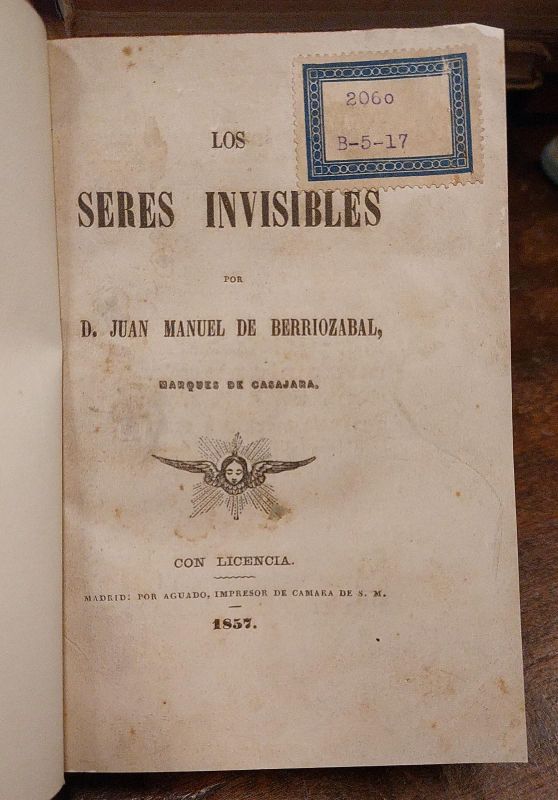 2060
B-5-17
LOS
SERES INVISIBLES
POR
D. JUAN MANUEL DE BERRIOZABAL,
MARQUES DE CASAJARA,
CON LICENCIA.
MADRID: POR AGUADO, IMPRESOR DE CAMARA DE S. M.
1857.